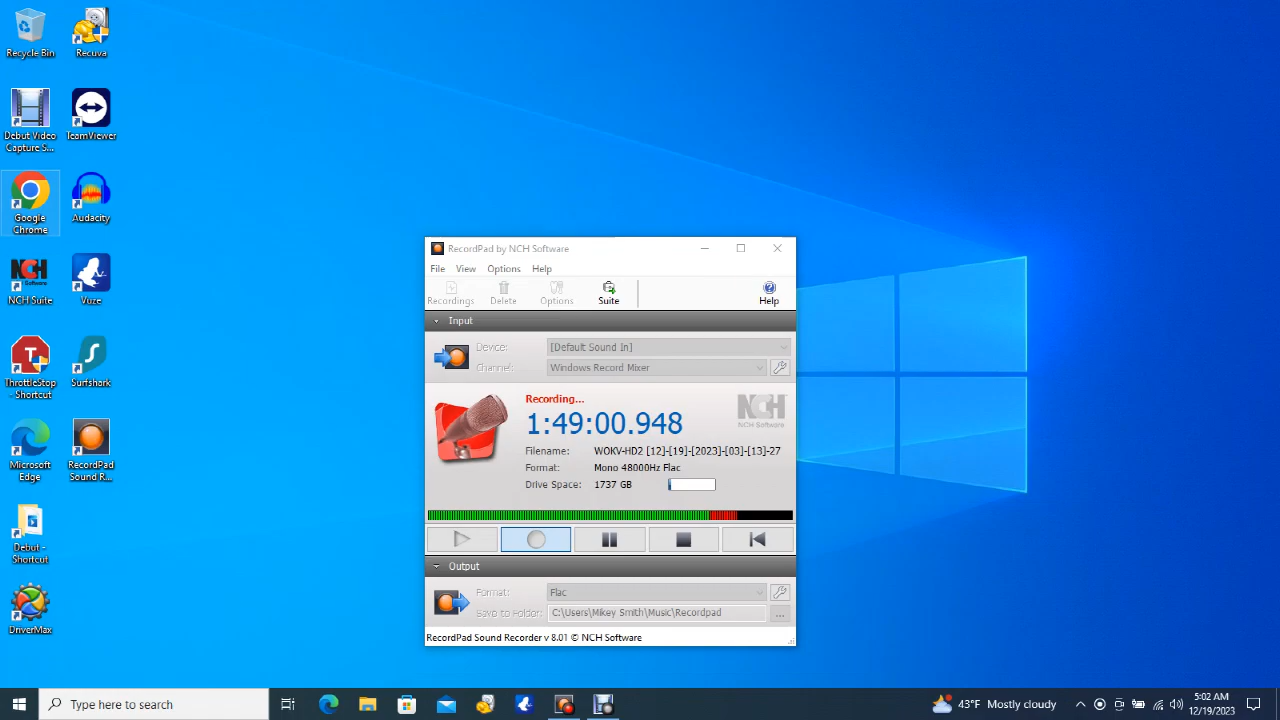 Recycle Bin
Recuva
Debut Video
Capture S...
TeamViewer
Google
Chrome
Audacity
NCH
Software
NCH Suite
Vuze
ThrottleStop
- Shortcut
Surfshark
Microsoft
Edge
RecordPad
Sound R...
Debut -
Shortcut
DriverMax
RecordPad by NCH Software
File View Options Help
Recordings Delete Options Suite Help
Input
Device: [Default Sound In]
Channel: Windows Record Mixer
Recording...
1:49:00.948
NCH
NCH Software
Filename: WOKV-HD2 [12]-[19]-[2023]-[03]-[13]-27
Format: Mono 48000Hz Flac
Drive Space: 1737 GB
Output
Format: Flac
Save to Folder: C:\Users\Mikey Smith\Music\Recordpad ...
RecordPad Sound Recorder v 8.01 © NCH Software
Type here to search
43°F Mostly cloudy
5:02 AM
12/19/2023